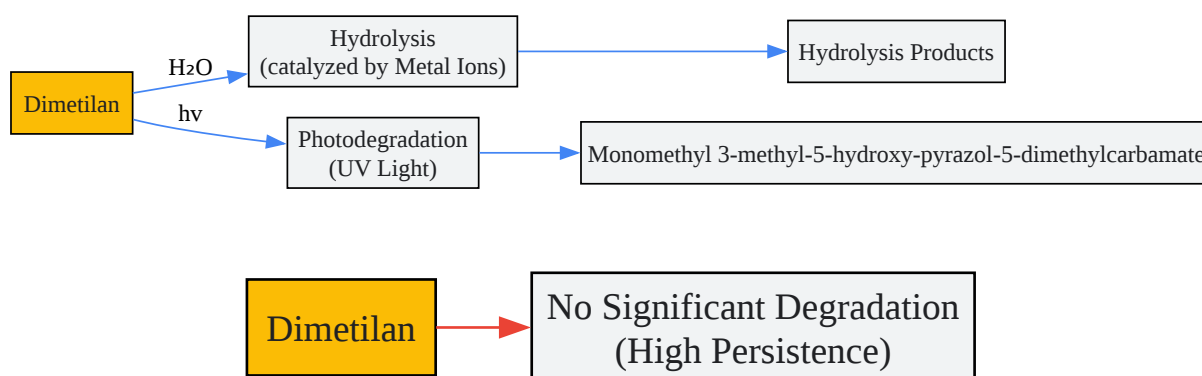 Dimetilan
H₂O
hv
Hydrolysis
(catalyzed by Metal Ions)
Hydrolysis Products
Photodegradation
(UV Light)
Monomethyl 3-methyl-5-hydroxy-pyrazol-5-dimethylcarbamate
Dimetilan
No Significant Degradation
(High Persistence)